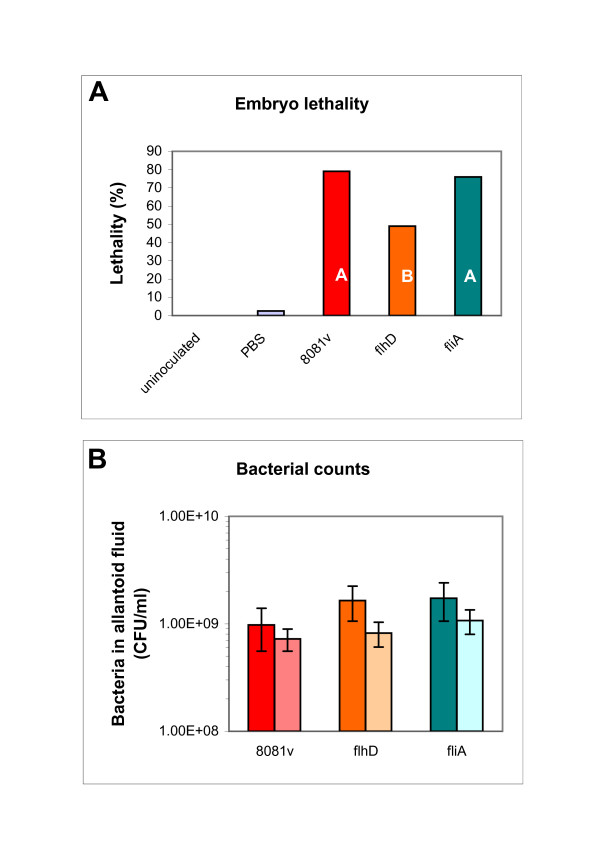 A
Embryo lethality
Lethality (%)
90
80
70
60
50
40
30
20
10
0
A
B
A
uninoculated
PBS
8081v
flhD
fliA
B
Bacterial counts
Bacteria in allantoid fluid
(CFU/ml)
1.00E+10
1.00E+09
1.00E+08
8081v
flhD
fliA